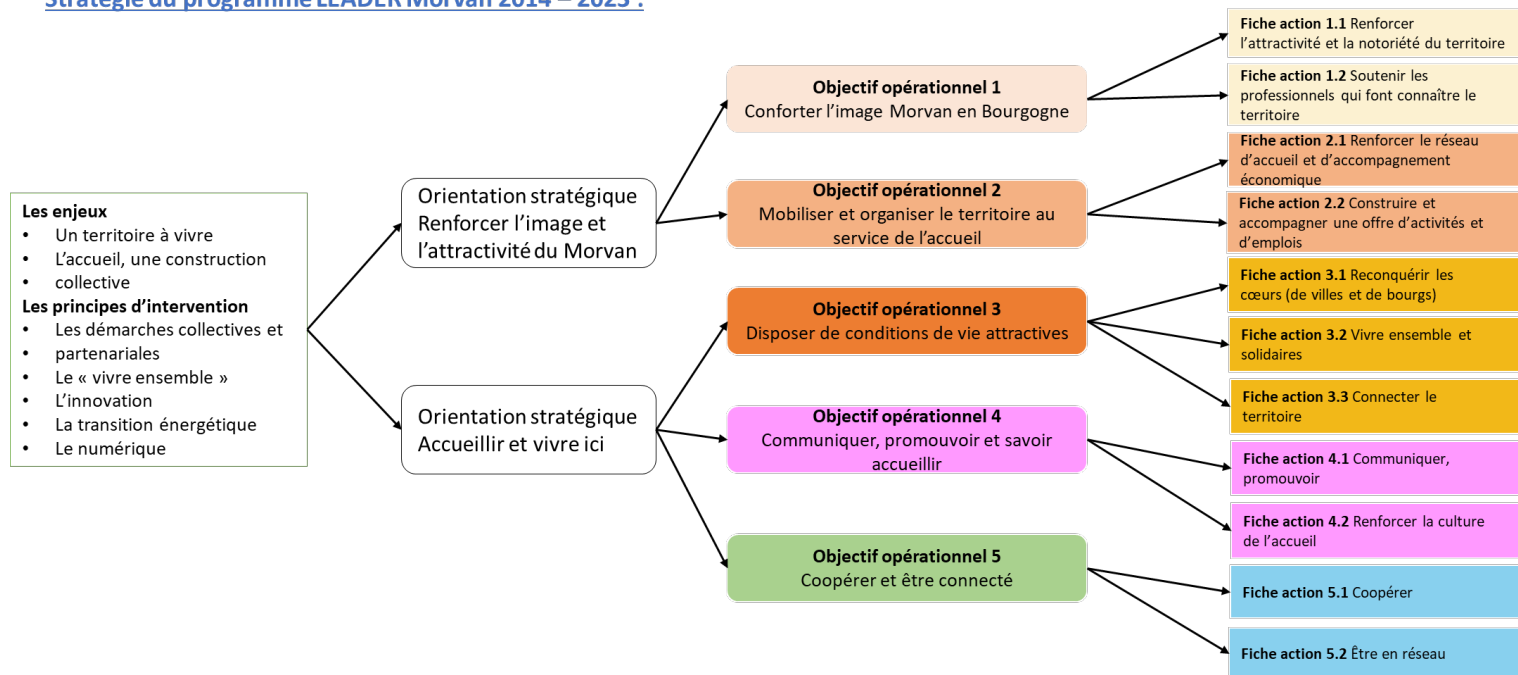 Stratégie du programme LEADER Morvan 2014 – 2023 :
Les enjeux
• Un territoire à vivre
• L’accueil, une construction
• collective
Les principes d’intervention
• Les démarches collectives et
• partenariales
• Le « vivre ensemble »
• L’innovation
• La transition énergétique
• Le numérique
Orientation stratégique
Renforcer l’image et
l’attractivité du Morvan
Orientation stratégique
Accueillir et vivre ici
Objectif opérationnel 1
Conforter l’image Morvan en Bourgogne
Objectif opérationnel 2
Mobiliser et organiser le territoire au
service de l’accueil
Objectif opérationnel 3
Disposer de conditions de vie attractives
Objectif opérationnel 4
Communiquer, promouvoir et savoir
accueillir
Objectif opérationnel 5
Coopérer et être connecté
Fiche action 1.1 Renforcer
l’attractivité et la notoriété du territoire
Fiche action 1.2 Soutenir les
professionnels qui font connaître le
territoire
Fiche action 2.1 Renforcer le réseau
d’accueil et d’accompagnement
économique
Fiche action 2.2 Construire et
accompagner une offre d’activités et
d’emplois
Fiche action 3.1 Reconquérir les
cœurs (de villes et de bourgs)
Fiche action 3.2 Vivre ensemble et
solidaires
Fiche action 3.3 Connecter le
territoire
Fiche action 4.1 Communiquer,
promouvoir
Fiche action 4.2 Renforcer la culture
de l’accueil
Fiche action 5.1 Coopérer
Fiche action 5.2 Être en réseau